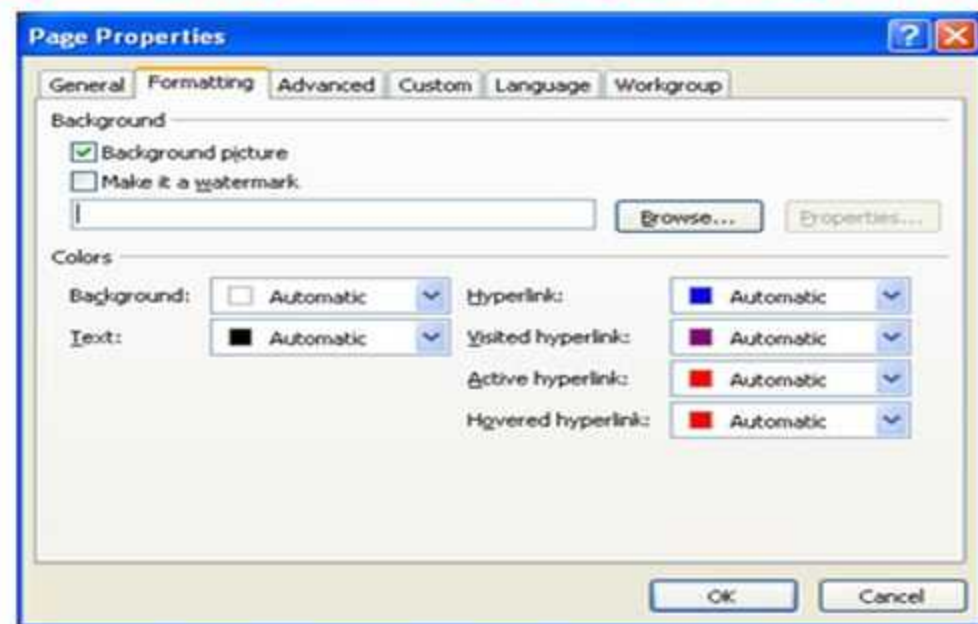 Page Properties
General Formatting Advanced Custom Language Workgroup
Background
Background picture
Make it a watermark
Browse... Properties...
Colors
Background: Automatic Hyperlink: Automatic
Text: Automatic Visited hyperlink: Automatic
Active hyperlink: Automatic
Hovered hyperlink: Automatic
OK Cancel